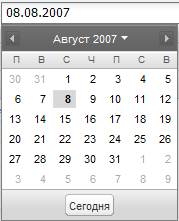 08.08.2007
Август 2007
П В С Ч П С В
30 31 1 2 3 4 5
6 7 8 9 10 11 12
13 14 15 16 17 18 19
20 21 22 23 24 25 26
27 28 29 30 31 1 2
3 4 5 6 7 8 9
Сегодня